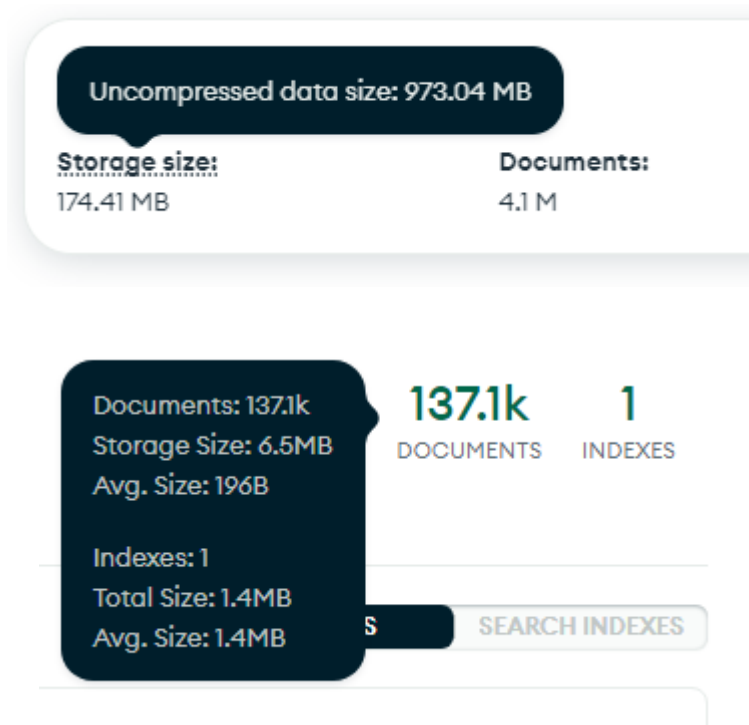 Uncompressed data size: 973.04 MB
Storage size:
174.41 MB
Documents:
4.1 M
Documents: 137.1k
Storage Size: 6.5MB
Avg. Size: 196B
Indexes: 1
Total Size: 1.4MB
Avg. Size: 1.4MB
137.1k
DOCUMENTS
1
INDEXES
S
SEARCH INDEXES